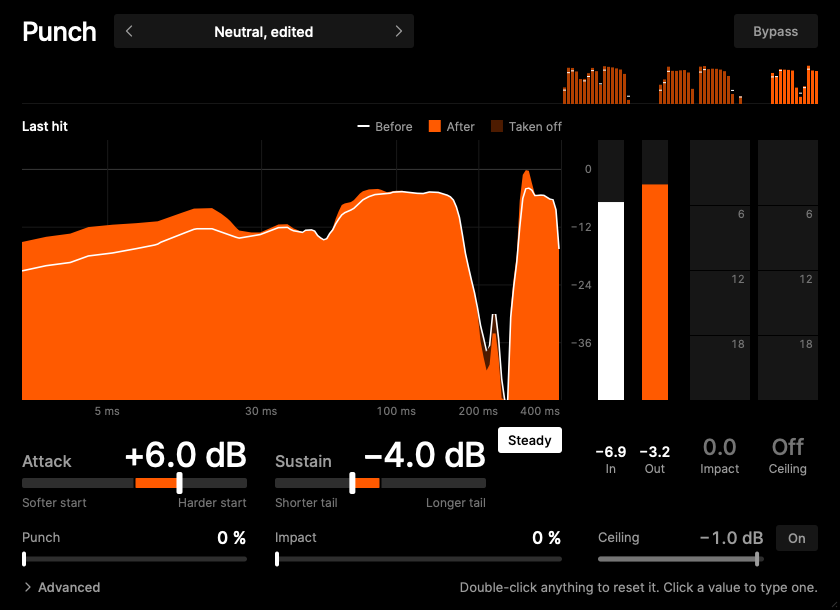 Punch
Neutral, edited
Bypass
Last hit
Before
After
Taken off
0
−12
−24
−36
6
12
18
6
12
18
5 ms
30 ms
100 ms
200 ms
400 ms
Attack
+6.0 dB
Softer start
Harder start
Sustain
−4.0 dB
Shorter tail
Longer tail
Steady
−6.9
In
−3.2
Out
0.0
Impact
Off
Ceiling
Punch
0 %
Impact
0 %
Ceiling
−1.0 dB
On
Advanced
Double-click anything to reset it. Click a value to type one.